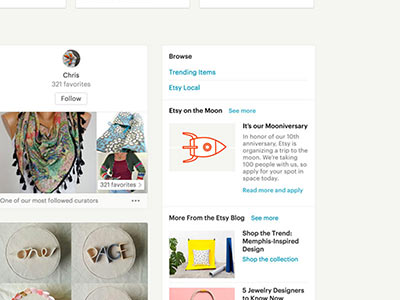 Chris
321 favorites
Follow
321 favorites
One of our most followed curators
Browse
Trending Items
Etsy Local
Etsy on the Moon See more
It's our Mooniversary
In honor of our 10th
anniversary, Etsy is
organizing a trip to the
moon. We're taking
100 people with us, so
apply for your spot in
space today.
Read more and apply
More From the Etsy Blog See more
Shop the Trend:
Memphis-Inspired
Design
Shop the collection
5 Jewelry Designers
to Know Now